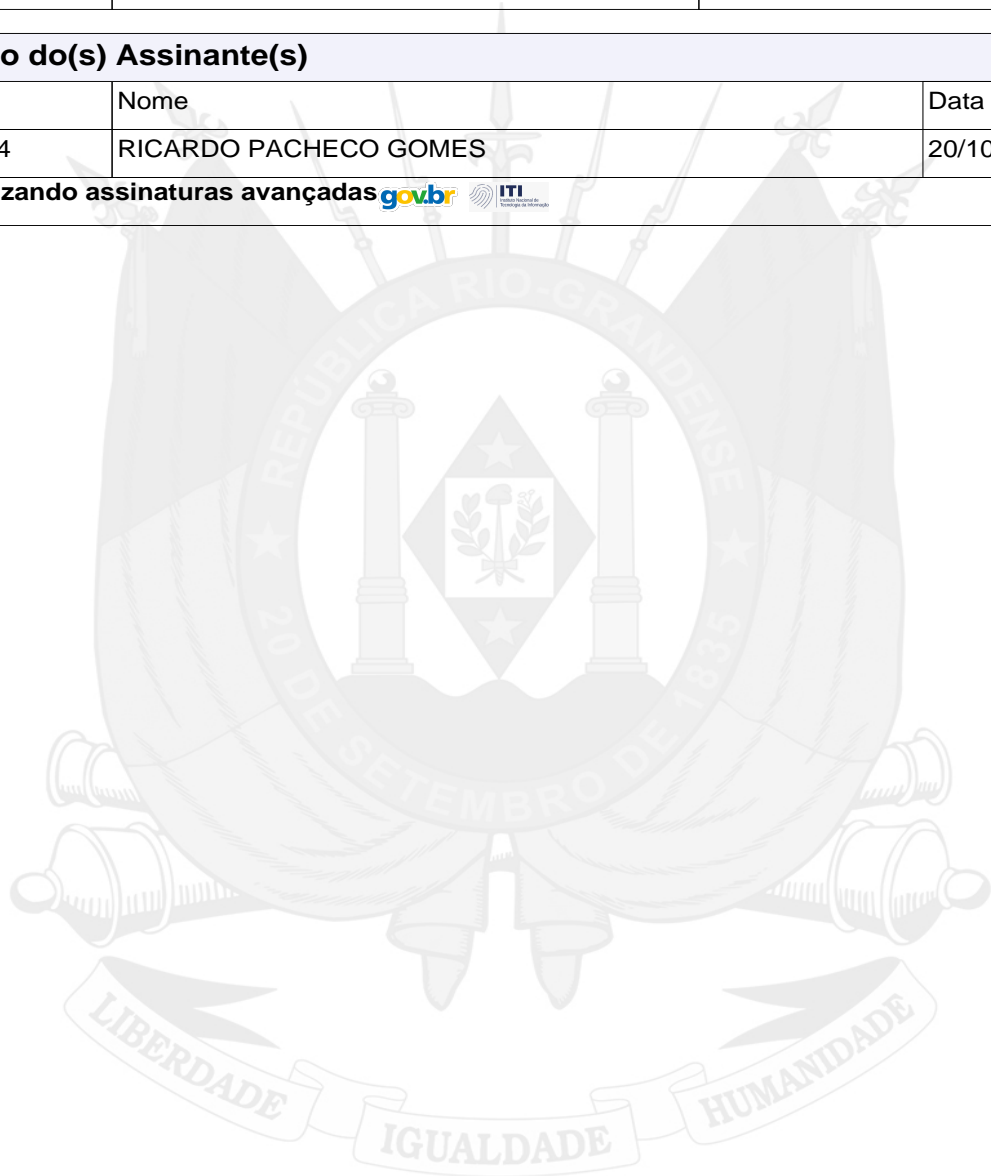 o do(s) Assinante(s)
Nome Data
4 RICARDO PACHECO GOMES 20/10
zando assinaturas avançadas gov.br ITI
REPÚBLICA RIO-GRANDENSE
20 DE SETEMBRO DE 1835
LIBERDADE IGUALDADE HUMANIDADE